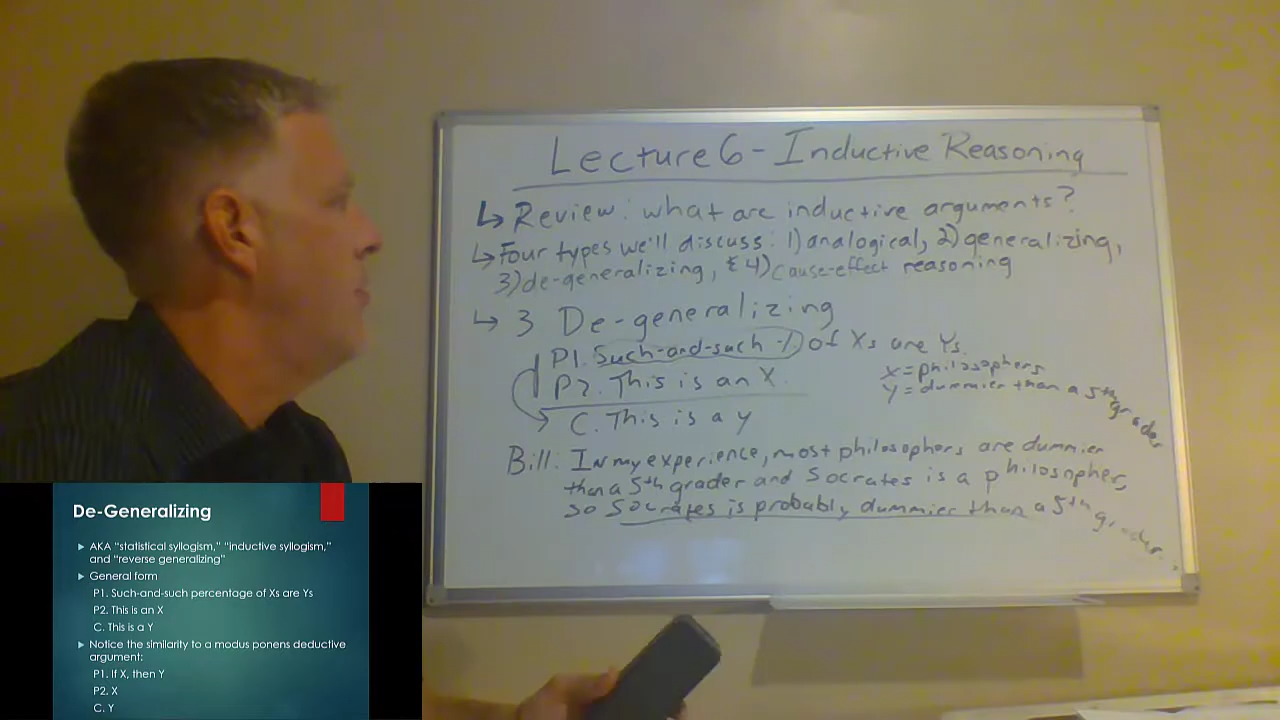 Lecture 6 - Inductive Reasoning
↳ Review: what are inductive arguments?
↳ Four types we'll discuss: 1) analogical, 2) generalizing,
3) de-generalizing, & 4) cause-effect reasoning
↳ 3 De-generalizing
P1. Such-and-such % of Xs are Ys.
P2. This is an X.
C. This is a y
X = philosophers
Y = dummier than a 5th grader
Bill: In my experience, most philosophers are dummier
than a 5th grader and Socrates is a philosopher,
so Socrates is probably dummier than a 5th grader.
De-Generalizing
AKA “statistical syllogism,” “inductive syllogism,”
and “reverse generalizing”
General form
P1. Such-and-such percentage of Xs are Ys
P2. This is an X
C. This is a Y
Notice the similarity to a modus ponens deductive
argument:
P1. If X, then Y
P2. X
C. Y